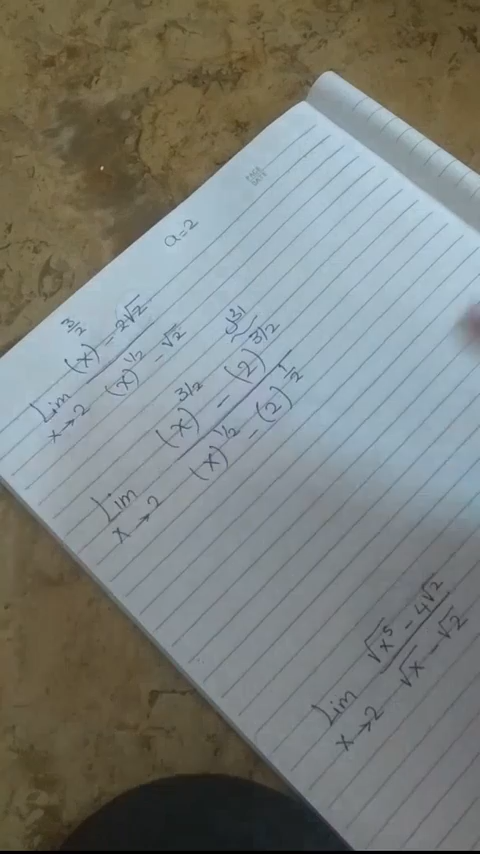 a=2
Lim x→2 (x)^3/2 - 2√2 / (x)^1/2 - √2
Lim x→2 (x)^3/2 - (2)^3/2 / (x)^1/2 - (2)^1/2
Lim x→2 √x^5 - 4√2 / √x - √2